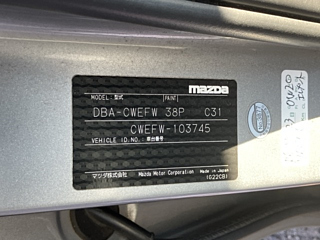 mazda
MODEL 型式 PAINT
DBA-CWEFW 38P C31
CWEFW-103745
VEHICLE ID.NO. 車台番号
マツダ株式会社 Mazda Motor Corporation Made in Japan
1G22CB1